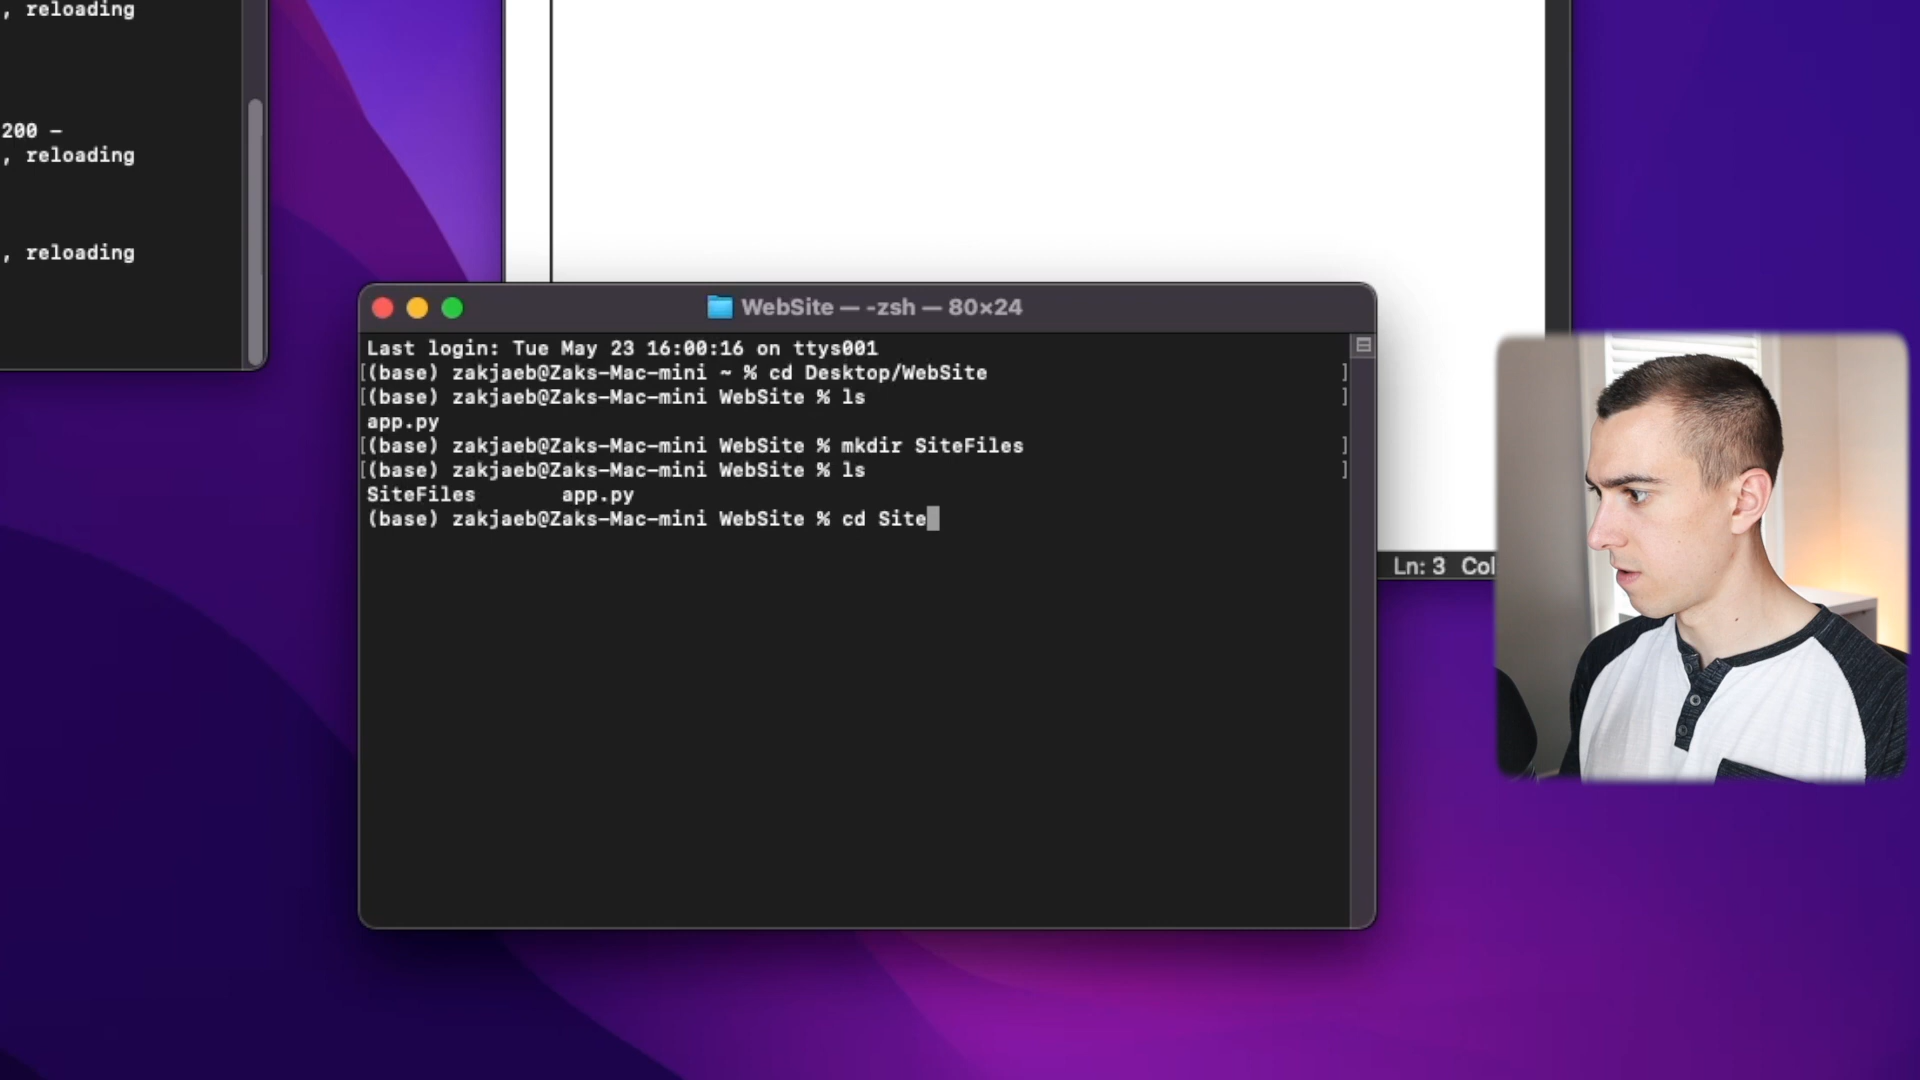 , reloading
200 –
, reloading
, reloading
WebSite — -zsh — 80×24
Last login: Tue May 23 16:00:16 on ttys001
[(base) zakjaeb@Zaks-Mac-mini ~ % cd Desktop/WebSite ]
[(base) zakjaeb@Zaks-Mac-mini WebSite % ls ]
app.py
[(base) zakjaeb@Zaks-Mac-mini WebSite % mkdir SiteFiles ]
[(base) zakjaeb@Zaks-Mac-mini WebSite % ls ]
SiteFiles app.py
(base) zakjaeb@Zaks-Mac-mini WebSite % cd Site
Ln: 3 Col